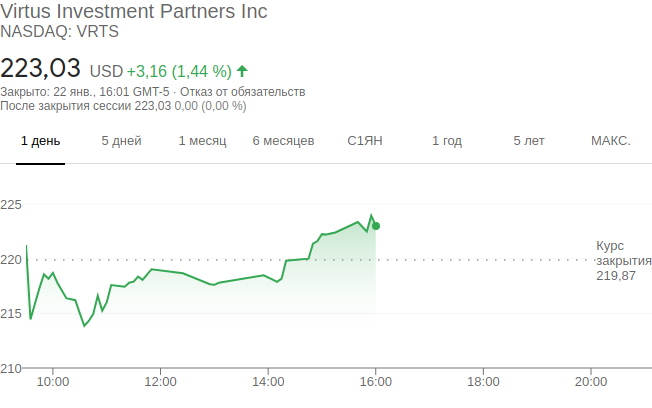 Virtus Investment Partners Inc
NASDAQ: VRTS
223,03 USD +3,16 (1,44 %)
Закрыто: 22 янв., 16:01 GMT-5 · Отказ от обязательств
После закрытия сессии 223,03 0,00 (0,00 %)
1 день 5 дней 1 месяц 6 месяцев С1ЯН 1 год 5 лет МАКС.
225
220
215
210
Курс
закрытия
219,87
10:00 12:00 14:00 16:00 18:00 20:00